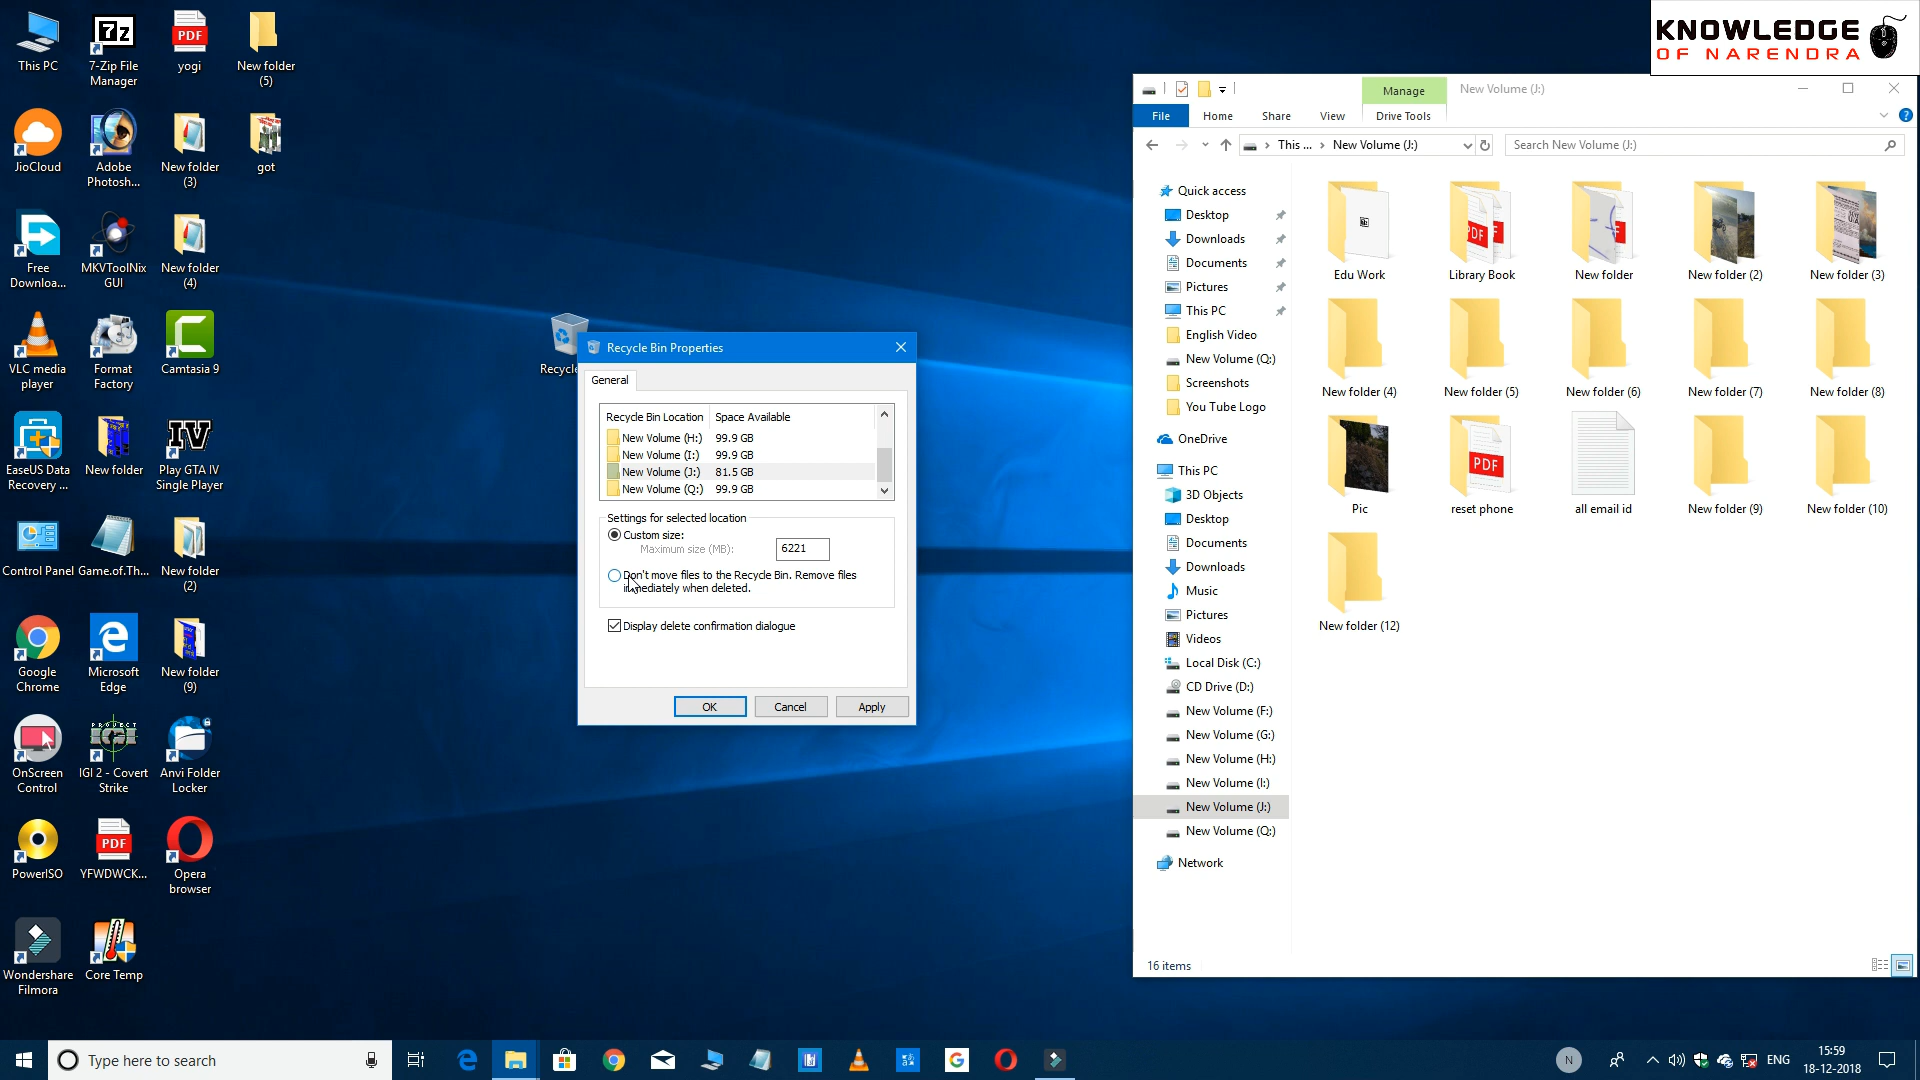 This PC
7-Zip File
Manager
yogi
New folder
(5)
JioCloud
Adobe
Photosh...
New folder
(3)
got
Free
Downloa...
MKVToolNix
GUI
New folder
(4)
VLC media
player
Format
Factory
Camtasia 9
EaseUS Data
Recovery ...
New folder
Play GTA IV
Single Player
Control Panel
Game.of.Th...
New folder
(2)
Google
Chrome
Microsoft
Edge
New folder
(9)
OnScreen
Control
IGI 2 - Covert
Strike
Anvi Folder
Locker
PowerISO
YFWDWCK...
Opera
browser
Wondershare
Filmora
Core Temp
7z
PDF
IV
PROJECT
PDF
Recycle Bin Properties
General
Recycle Bin Location Space Available
New Volume (H:) 99.9 GB
New Volume (I:) 99.9 GB
New Volume (J:) 81.5 GB
New Volume (Q:) 99.9 GB
Settings for selected location
Custom size:
Maximum size (MB): 6221
Don't move files to the Recycle Bin. Remove files
immediately when deleted.
Display delete confirmation dialogue
OK Cancel Apply
KNOWLEDGE
OF NARENDRA
Manage New Volume (J:)
File Home Share View Drive Tools
This ... New Volume (J:) Search New Volume (J:)
Quick access
Desktop
Downloads
Documents
Pictures
This PC
English Video
New Volume (Q:)
Screenshots
You Tube Logo
OneDrive
This PC
3D Objects
Desktop
Documents
Downloads
Music
Pictures
Videos
Local Disk (C:)
CD Drive (D:)
New Volume (F:)
New Volume (G:)
New Volume (H:)
New Volume (I:)
New Volume (J:)
New Volume (Q:)
Network
Edu Work Library Book New folder New folder (2) New folder (3)
New folder (4) New folder (5) New folder (6) New folder (7) New folder (8)
Pic reset phone all email id New folder (9) New folder (10)
New folder (12)
PDF
PDF
16 items
Type here to search
N
ENG
15:59
18-12-2018